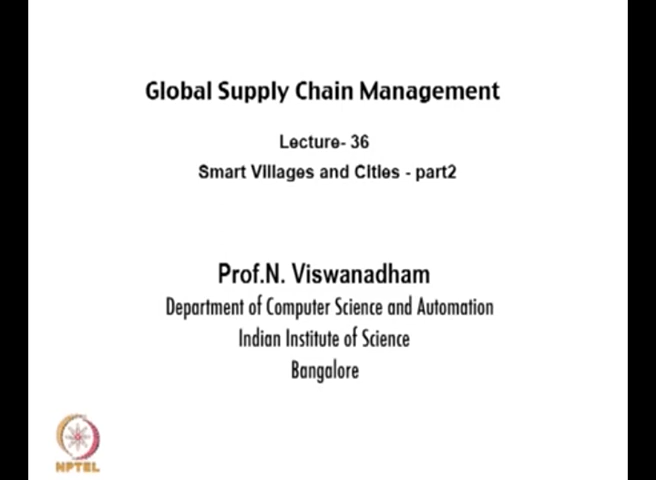 Global Supply Chain Management
Lecture- 36
Smart Villages and Cities - part2
Prof.N. Viswanadham
Department of Computer Science and Automation
Indian Institute of Science
Bangalore
NPTEL